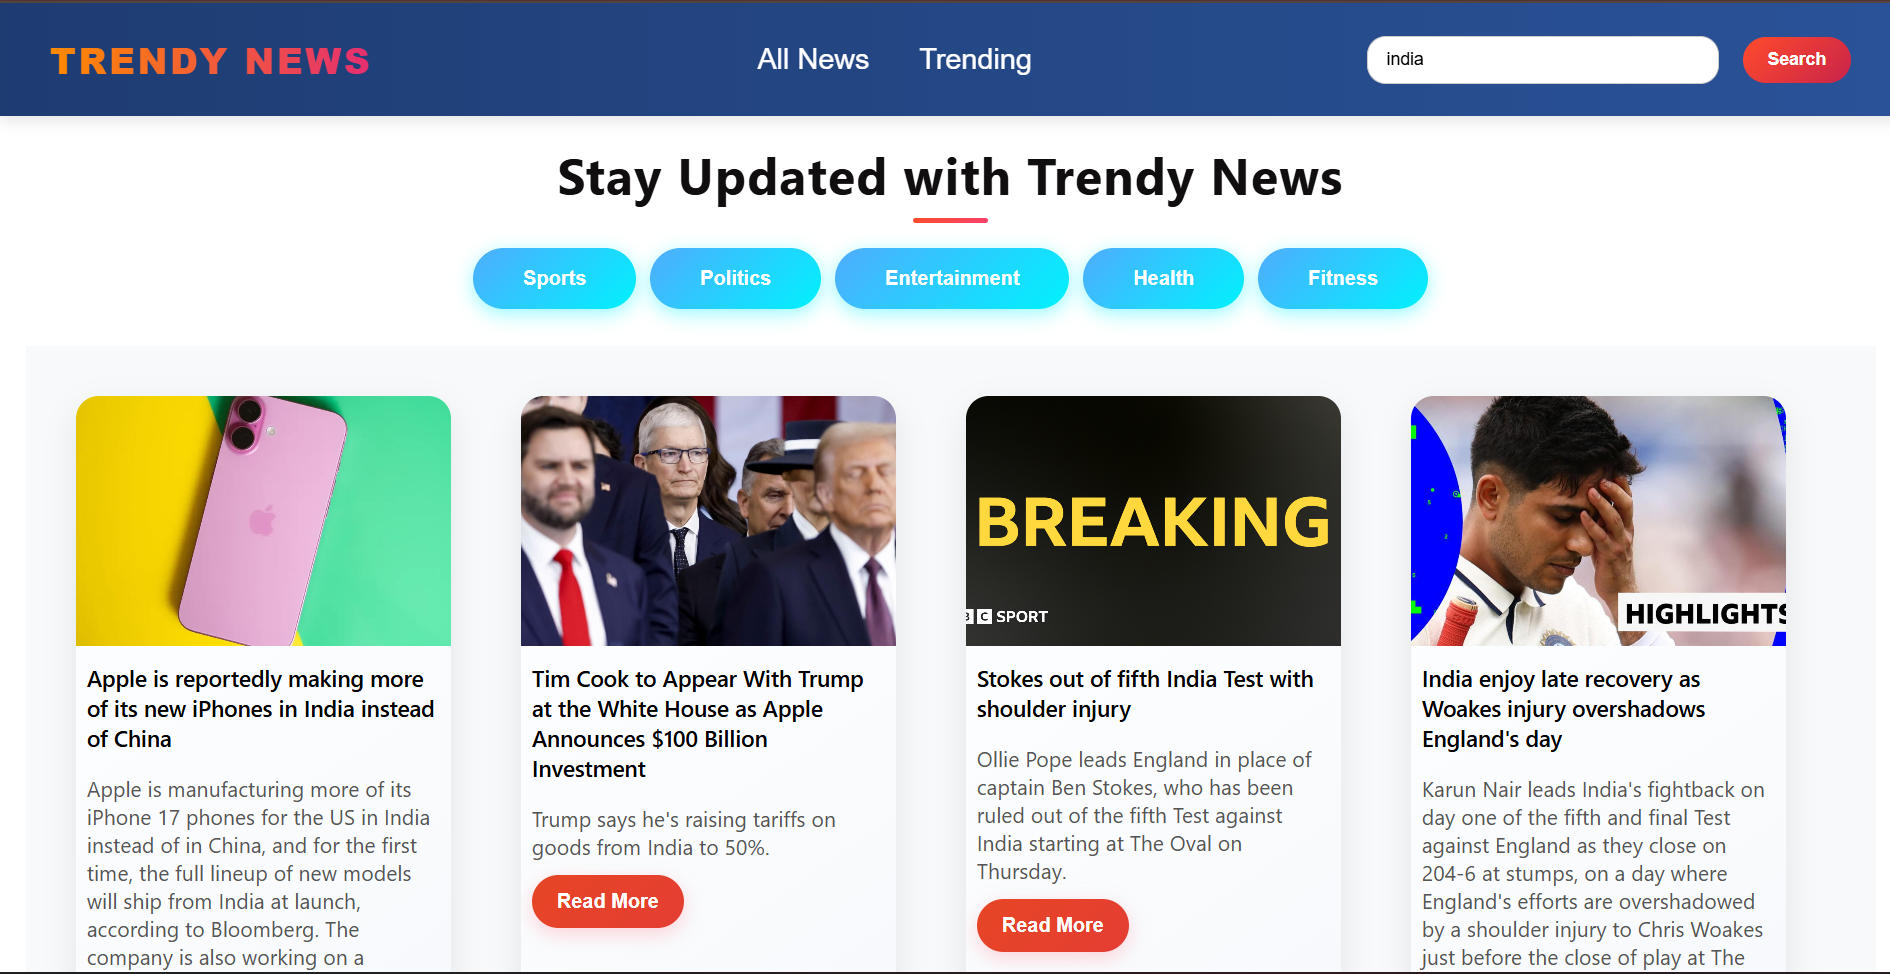 TRENDY NEWS
All News
Trending
india
Search
Stay Updated with Trendy News
Sports
Politics
Entertainment
Health
Fitness
Apple is reportedly making more
of its new iPhones in India instead
of China
Apple is manufacturing more of its
iPhone 17 phones for the US in India
instead of in China, and for the first
time, the full lineup of new models
will ship from India at launch,
according to Bloomberg. The
company is also working on a
Tim Cook to Appear With Trump
at the White House as Apple
Announces $100 Billion
Investment
Trump says he's raising tariffs on
goods from India to 50%.
Read More
BREAKING
B C SPORT
Stokes out of fifth India Test with
shoulder injury
Ollie Pope leads England in place of
captain Ben Stokes, who has been
ruled out of the fifth Test against
India starting at The Oval on
Thursday.
Read More
HIGHLIGHTS
India enjoy late recovery as
Woakes injury overshadows
England's day
Karun Nair leads India's fightback on
day one of the fifth and final Test
against England as they close on
204-6 at stumps, on a day where
England's efforts are overshadowed
by a shoulder injury to Chris Woakes
just before the close of play at The